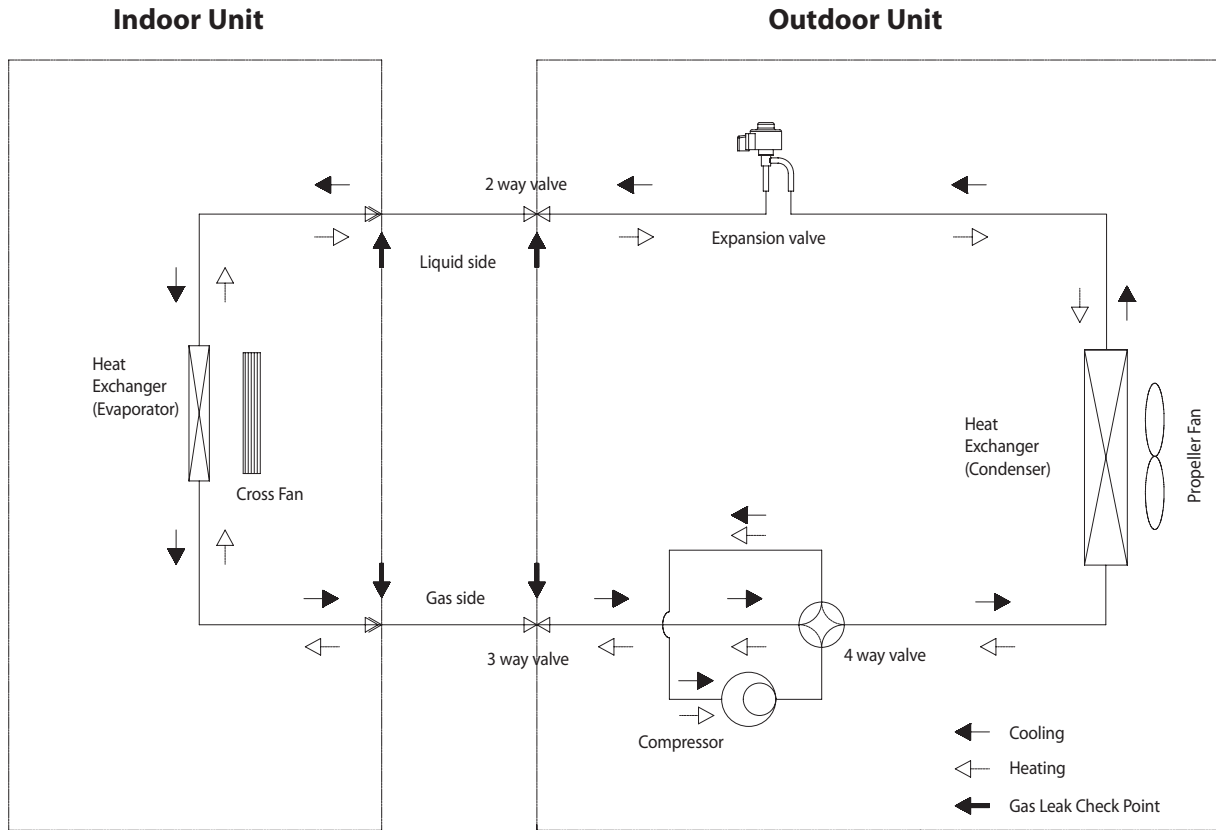 Indoor Unit
Outdoor Unit
2 way valve
Expansion valve
Liquid side
Heat
Exchanger
(Evaporator)
Cross Fan
Heat
Exchanger
(Condenser)
Propeller Fan
Gas side
3 way valve
4 way valve
Compressor
Cooling
Heating
Gas Leak Check Point